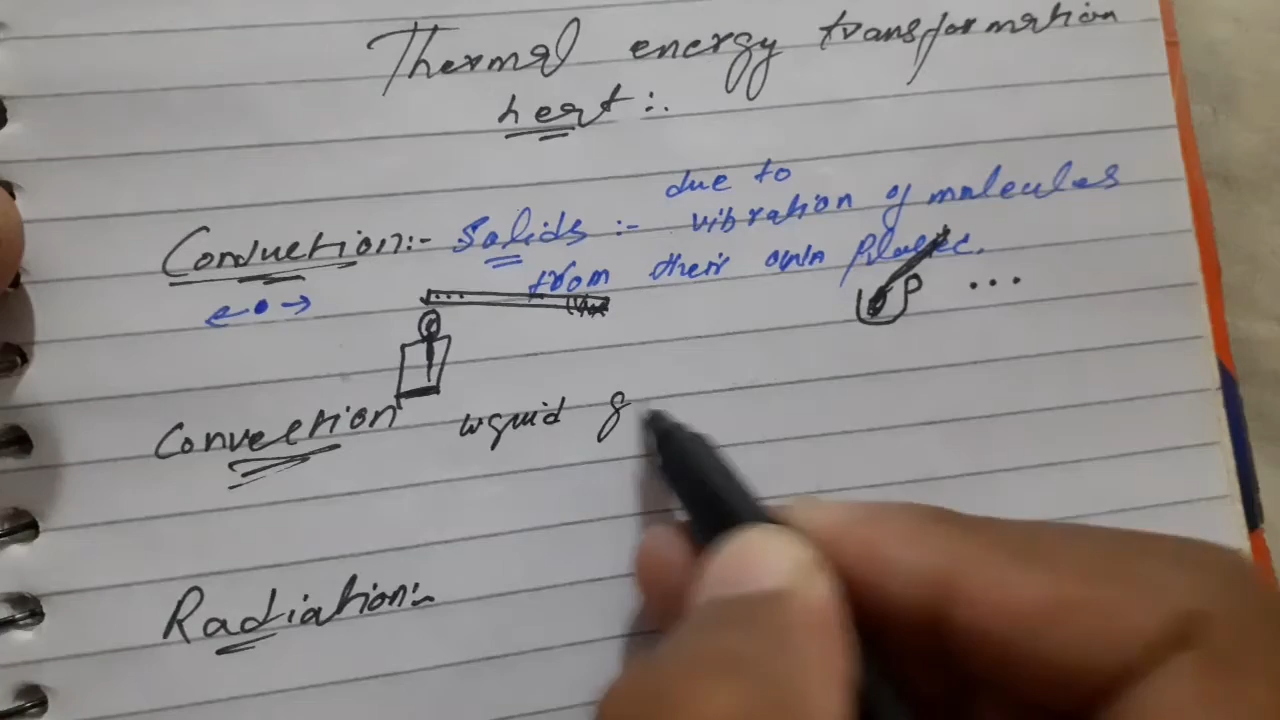 Thermal energy transformation
heat :.
due to
Conduction:- Solids :- vibration of molecules
from their own place.
Convection liquid &
Radiation:-